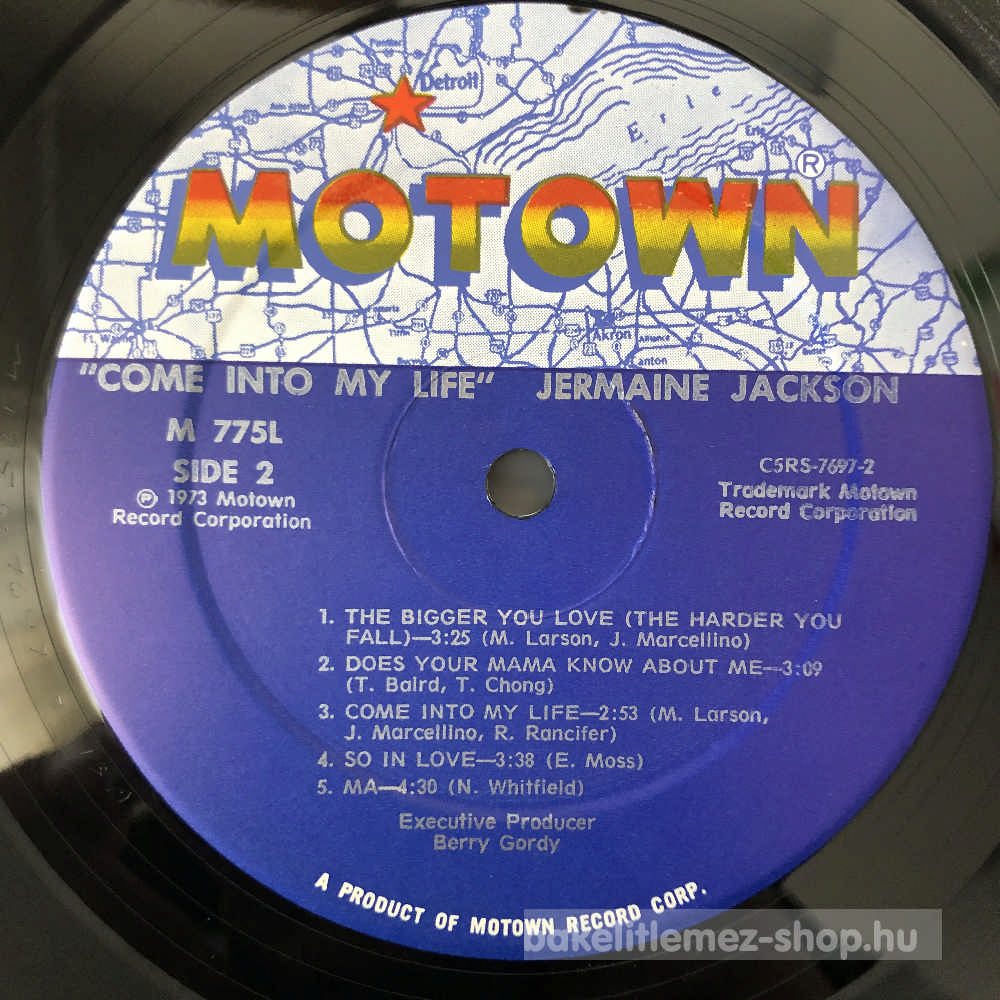 Detroit
Erie
Erie
®
MOTOWN
Akron
Alliance
Canton
"COME INTO MY LIFE" JERMAINE JACKSON
M 775L
SIDE 2
℗ 1973 Motown
Record Corporation
C5RS-7697-2
Trademark Motown
Record Corporation
1. THE BIGGER YOU LOVE (THE HARDER YOU
FALL)—3:25 (M. Larson, J. Marcellino)
2. DOES YOUR MAMA KNOW ABOUT ME—3:09
(T. Baird, T. Chong)
3. COME INTO MY LIFE—2:53 (M. Larson,
J. Marcellino, R. Rancifer)
4. SO IN LOVE—3:38 (E. Moss)
5. MA—4:30 (N. Whitfield)
Executive Producer
Berry Gordy
A PRODUCT OF MOTOWN RECORD CORP.
bakelitlemez-shop.hu